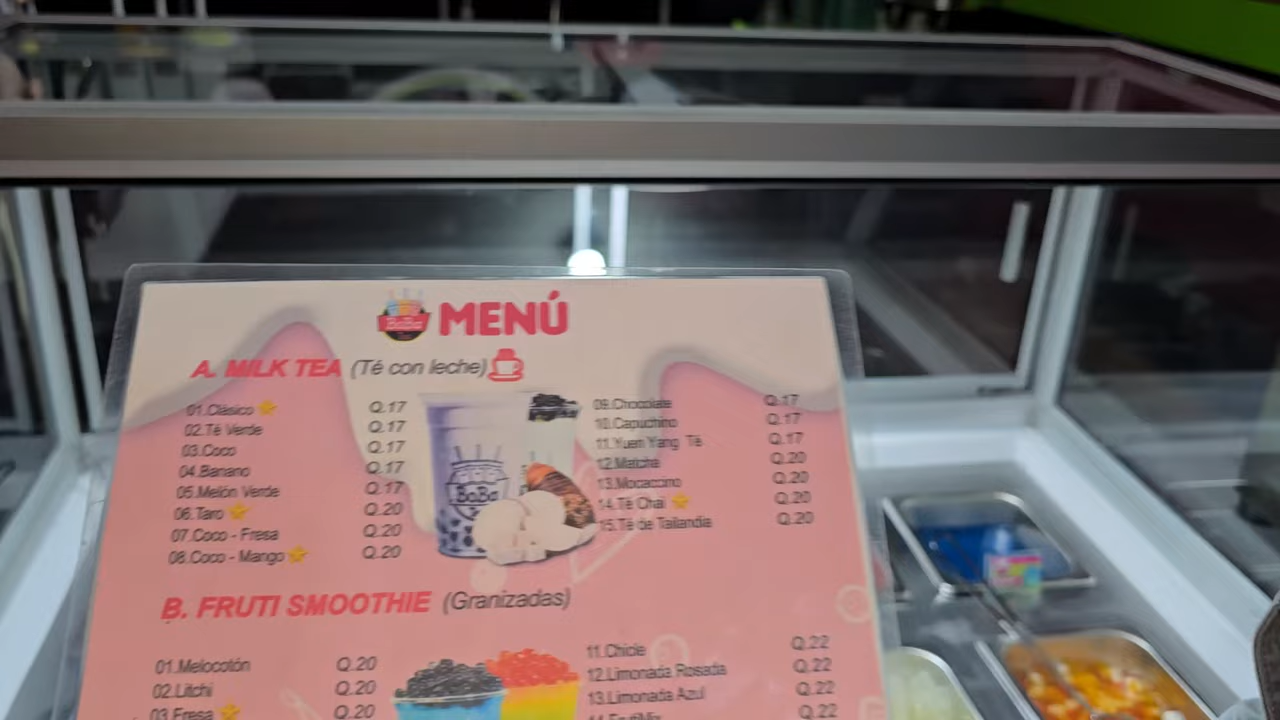 BoBa
MENÚ
A. MILK TEA (Té con leche)
01.Clásico Q.17
02.Té Verde Q.17
03.Coco Q.17
04.Banano Q.17
05.Melón Verde Q.17
06.Taro Q.20
07.Coco - Fresa Q.20
08.Coco - Mango Q.20
BoBa
09.Chocolate Q.17
10.Capuchino Q.17
11.Yuen Yang Té Q.17
12.Matcha Q.20
13.Mocaccino Q.20
14.Té Chai Q.20
15.Té de Tailandia Q.20
B. FRUTI SMOOTHIE (Granizadas)
01.Melocotón Q.20
02.Litchi Q.20
03.Fresa Q.20
11.Chicle Q.22
12.Limonada Rosada Q.22
13.Limonada Azul Q.22
14.FrutiMix Q.22